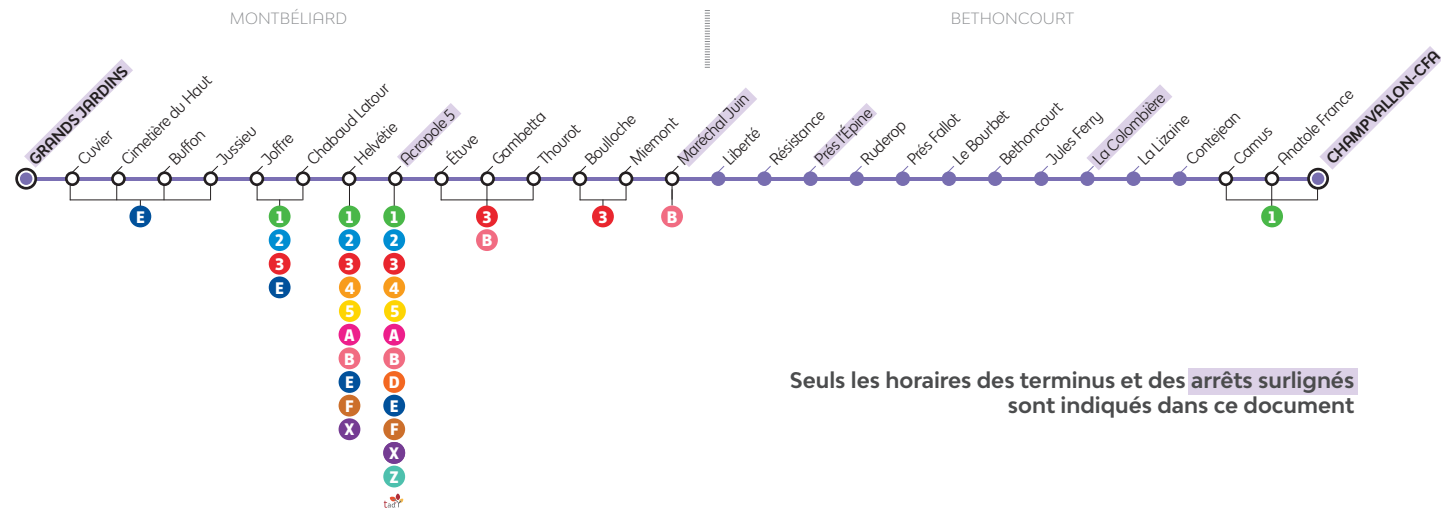 MONTBÉLIARD
BETHONCOURT
GRANDS JARDINS
Cuvier
Cimetière du Haut
Buffon
Jussieu
Joffre
Chabaud Latour
Helvétie
Acropole 5
Étuve
Gambetta
Thourot
Boulloche
Miemont
Maréchal Juin
Liberté
Résistance
Prés l'Épine
Ruderop
Prés Fallot
Le Bourbet
Bethoncourt
Jules Ferry
La Colombière
La Lizaine
Contejean
Camus
Anatole France
CHAMPVALLON-CFA
E
1
2
3
E
1
2
3
4
5
A
B
E
F
X
1
2
3
4
5
A
B
D
E
F
X
Z
tad'r
3
B
3
B
1
Seuls les horaires des terminus et des arrêts surlignés
sont indiqués dans ce document